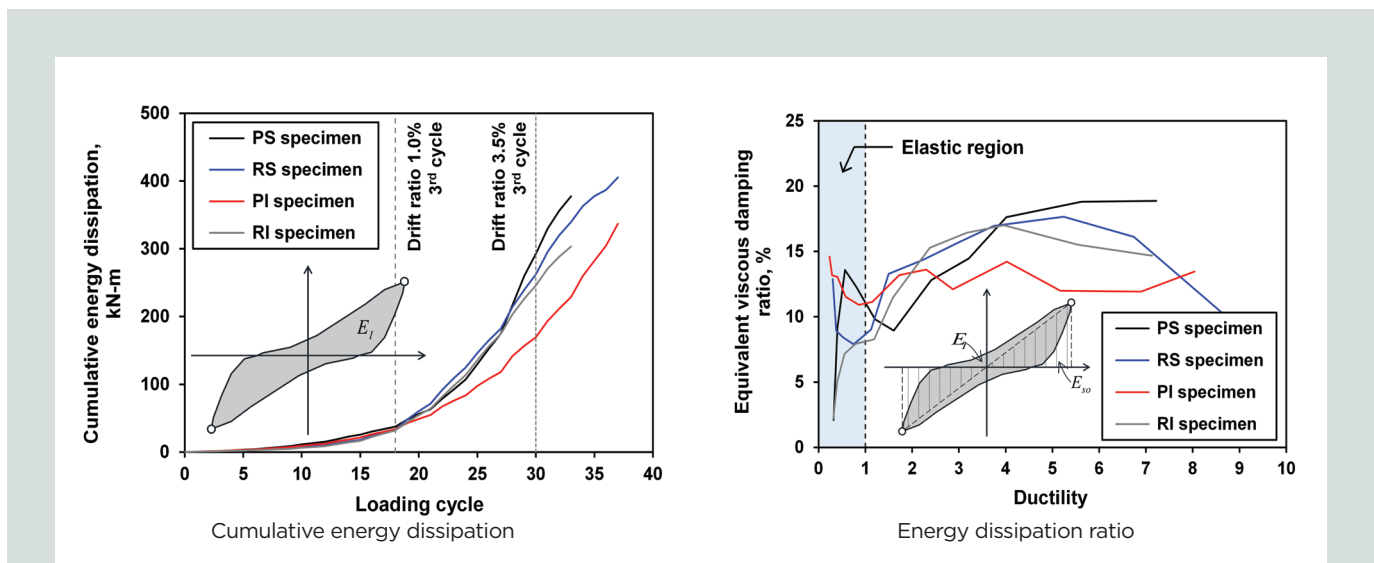 500
400
300
200
100
0
Cumulative energy dissipation,
kN-m
PS specimen
RS specimen
PI specimen
RI specimen
Drift ratio 1.0%
3rd cycle
Drift ratio 3.5%
3rd cycle
E_I
0 5 10 15 20 25 30 35 40
Loading cycle
Cumulative energy dissipation
25
20
15
10
5
0
Equivalent viscous damping
ratio, %
Elastic region
E_I
E_so
PS specimen
RS specimen
PI specimen
RI specimen
0 1 2 3 4 5 6 7 8 9 10
Ductility
Energy dissipation ratio